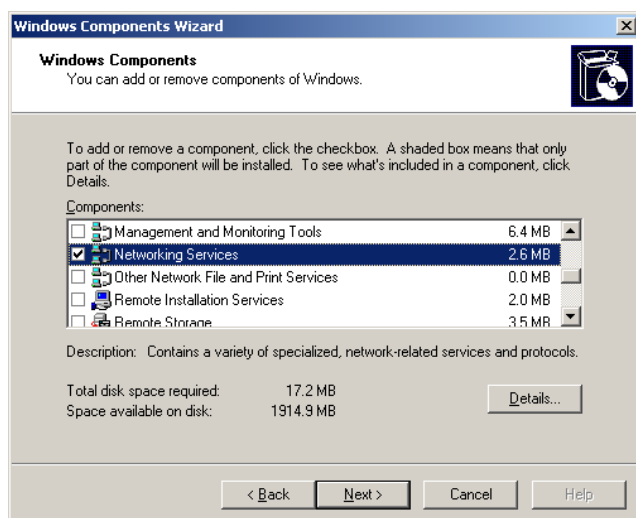 Windows Components Wizard
Windows Components
You can add or remove components of Windows.
To add or remove a component, click the checkbox. A shaded box means that only
part of the component will be installed. To see what's included in a component, click
Details.
Components:
Management and Monitoring Tools 6.4 MB
Networking Services 2.6 MB
Other Network File and Print Services 0.0 MB
Remote Installation Services 2.0 MB
Remote Storage 3.5 MB
Description: Contains a variety of specialized, network-related services and protocols.
Total disk space required: 17.2 MB
Space available on disk: 1914.9 MB
Details...
< Back Next > Cancel Help